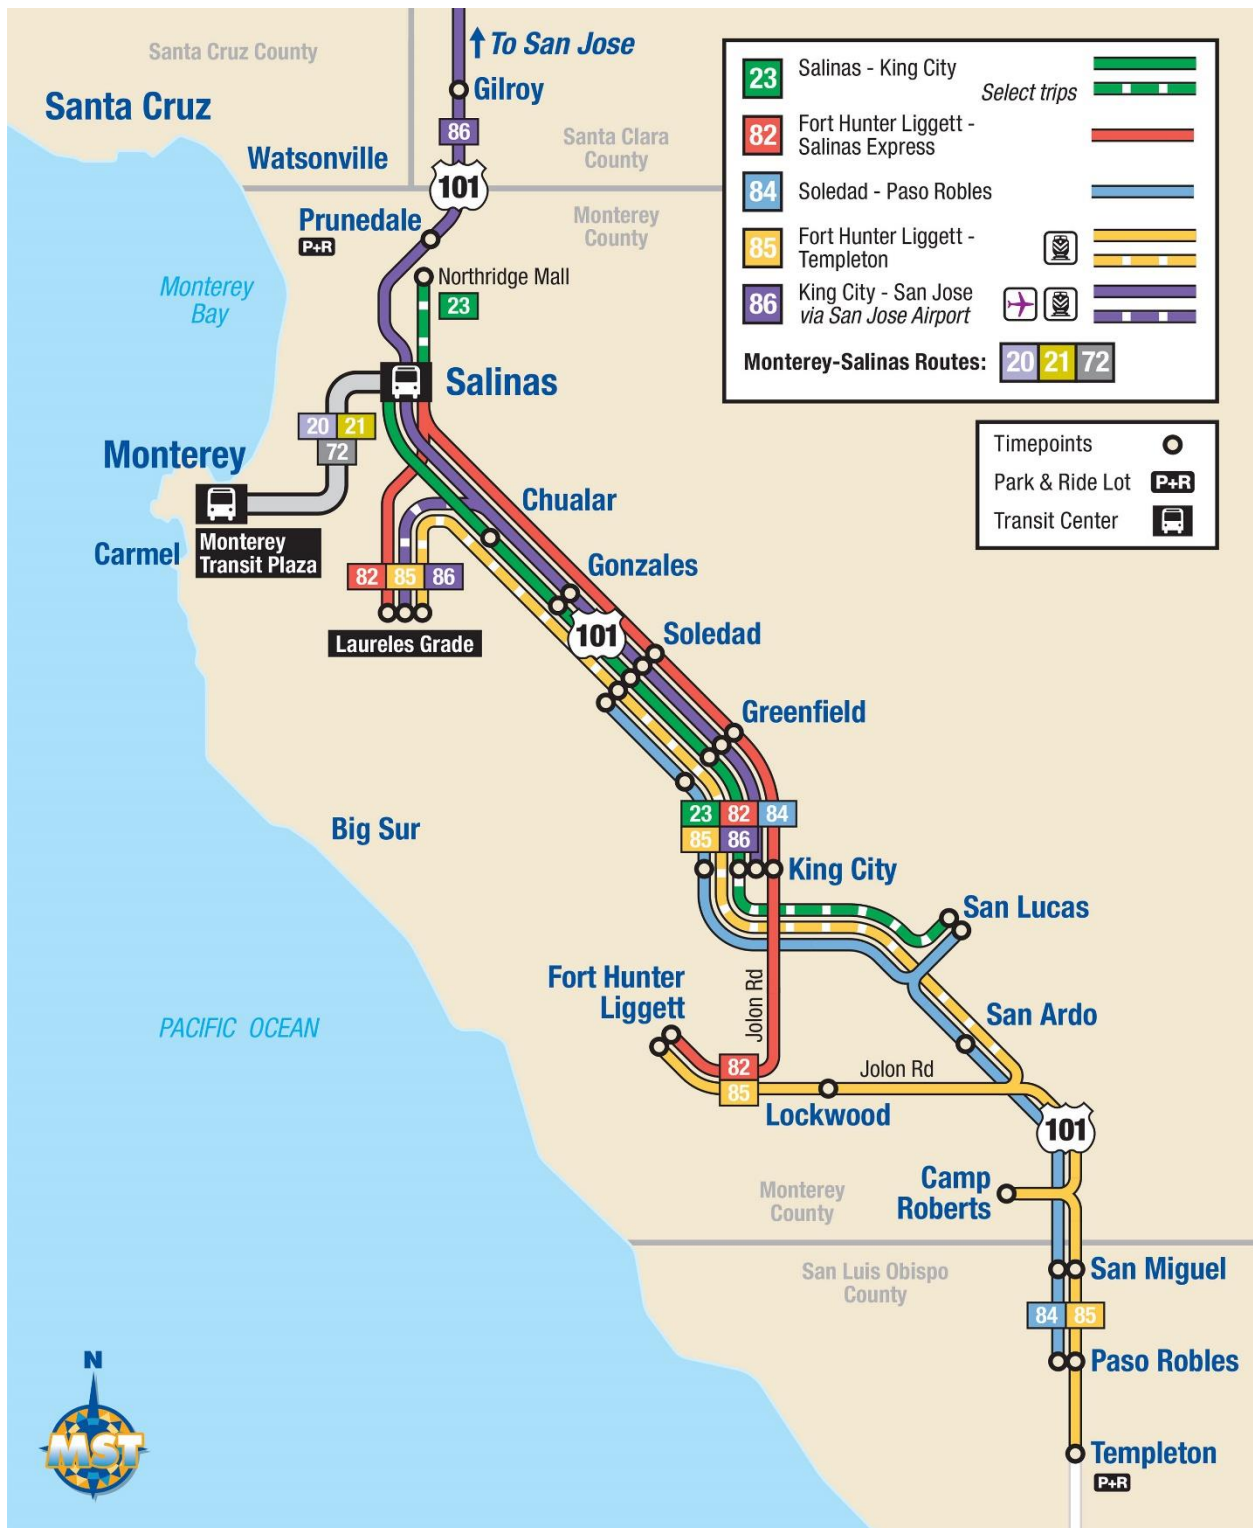 Santa Cruz County
To San Jose
Gilroy
Santa Cruz
86
Santa Clara
County
Watsonville
101
Prunedale
P+R
Monterey
County
Northridge Mall
23
Monterey
Bay
Salinas
20 21
72
Monterey
Monterey
Transit Plaza
Carmel
Chualar
82 85 86
Laureles Grade
Gonzales
101
Soledad
Greenfield
Big Sur
23 82 84
85 86
King City
San Lucas
Fort Hunter
Liggett
Jolon Rd
San Ardo
PACIFIC OCEAN
82
85
Jolon Rd
Lockwood
101
Camp
Roberts
Monterey
County
San Luis Obispo
County
San Miguel
84 85
Paso Robles
Templeton
P+R
N
MST
23 Salinas - King City
Select trips
82 Fort Hunter Liggett -
Salinas Express
84 Soledad - Paso Robles
85 Fort Hunter Liggett -
Templeton
86 King City - San Jose
via San Jose Airport
Monterey-Salinas Routes: 20 21 72
Timepoints
Park & Ride Lot P+R
Transit Center